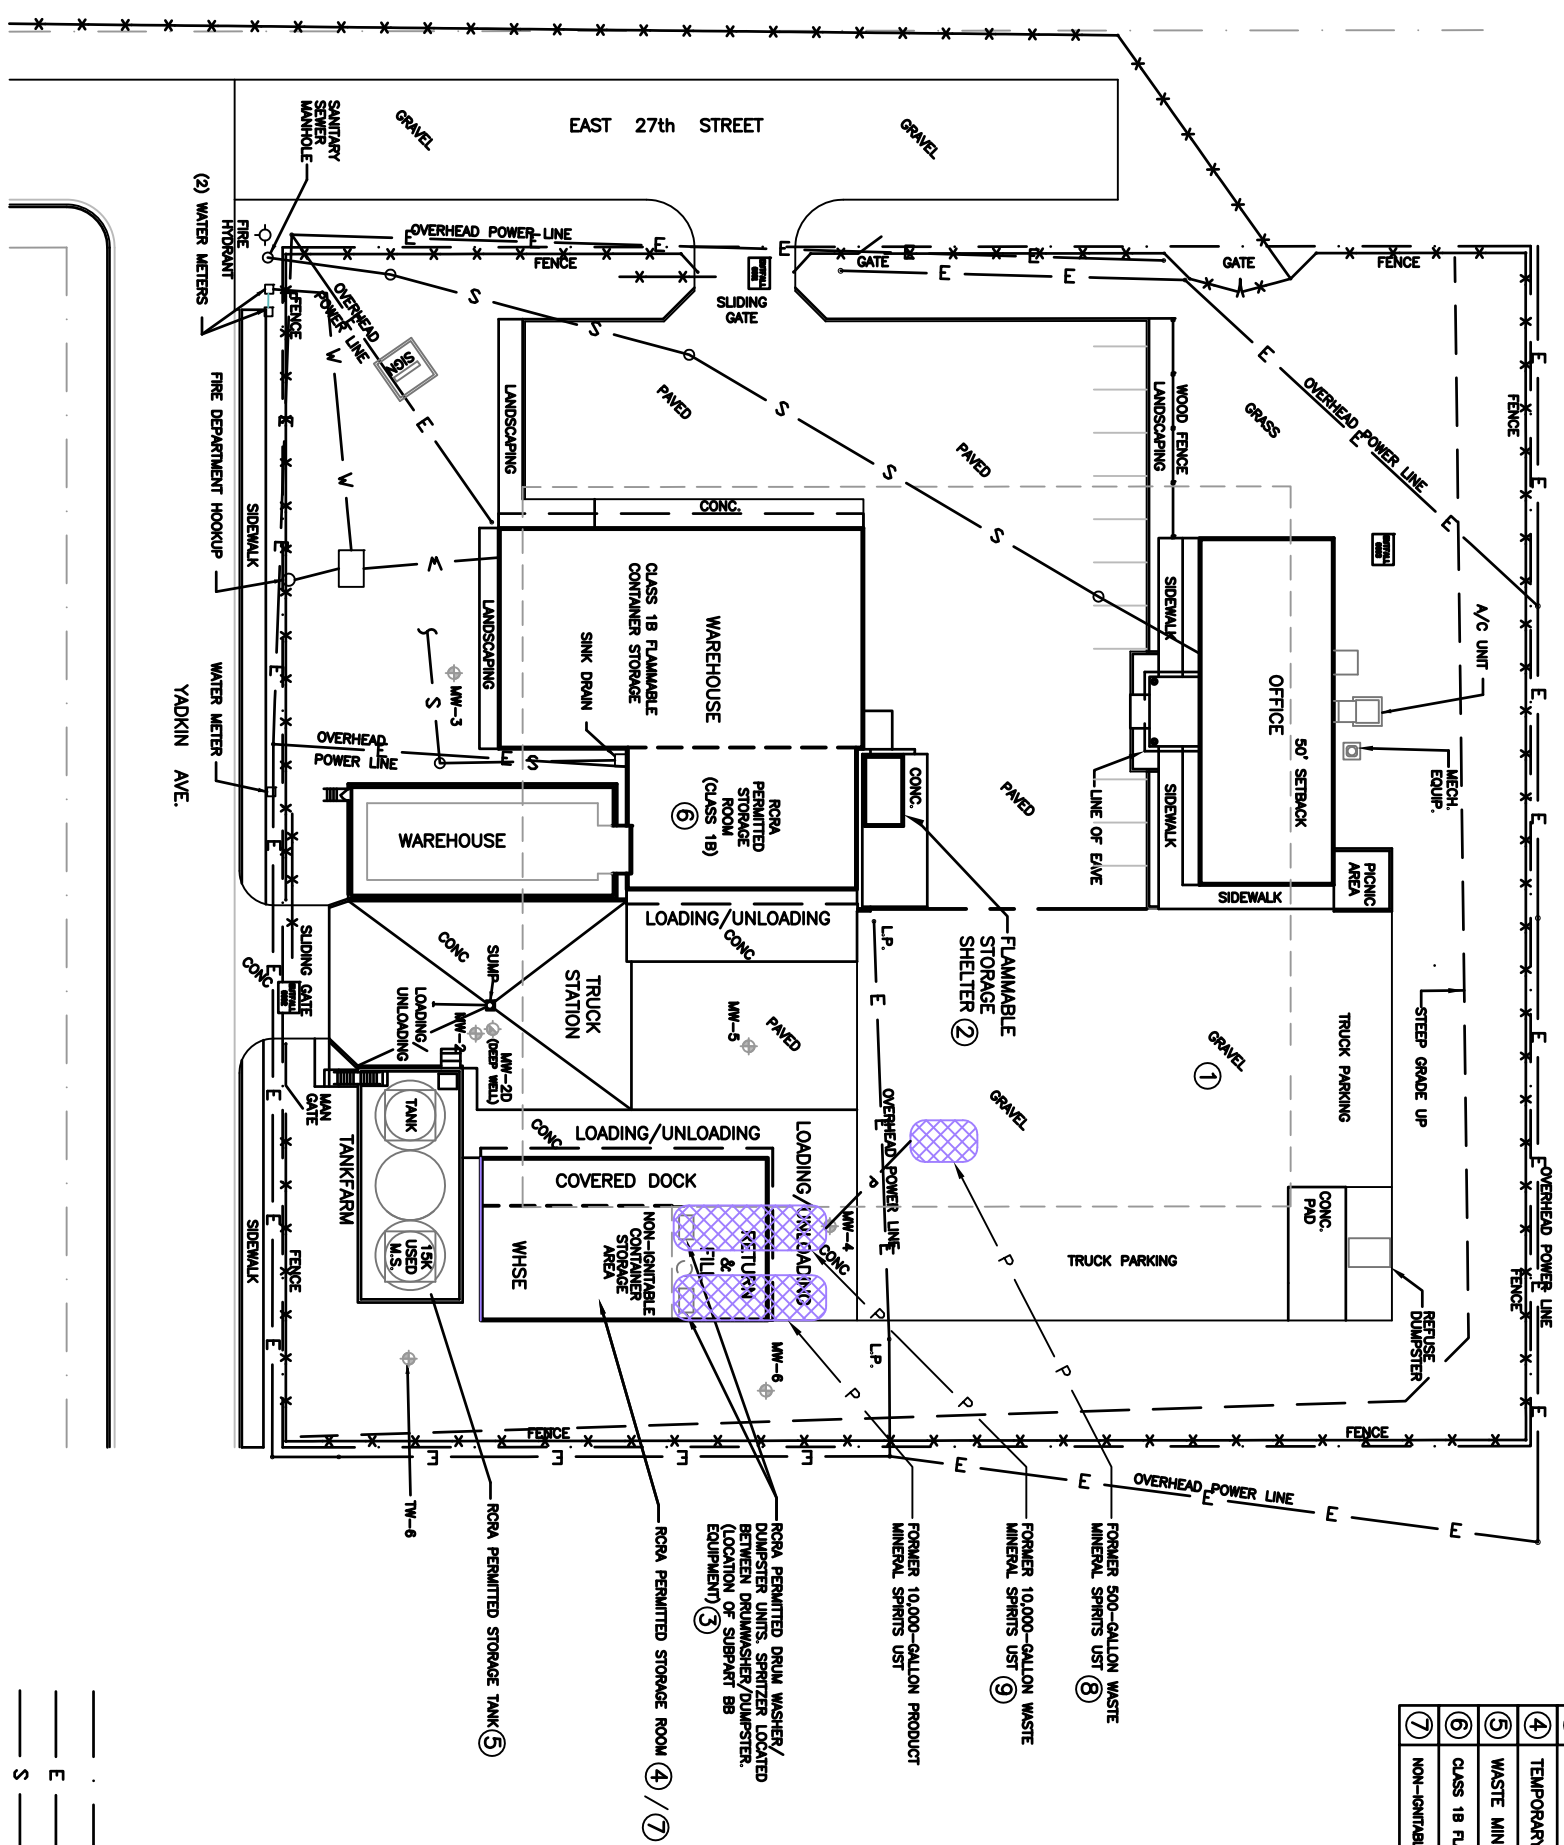 EAST 27th STREET
GRAVEL
GRAVEL
SANITARY
SEWER
MANHOLE
(2) WATER METERS
FIRE
HYDRANT
OVERHEAD POWER LINE
FENCE
GATE
GATE
FENCE
SLIDING
GATE
OVERHEAD
POWER LINE
FENCE
SIGN
FIRE DEPARTMENT HOOKUP
SIDEWALK
LANDSCAPING
PAVED
PAVED
WOOD FENCE
LANDSCAPING
GRASS
OVERHEAD POWER LINE
FENCE
CONC.
CLASS 1B FLAMMABLE
CONTAINER STORAGE
WAREHOUSE
SINK DRAIN
LANDSCAPING
MW-3
OVERHEAD
POWER LINE
WATER METER
YADKIN AVE.
SIDEWALK
OFFICE
50' SETBACK
A/C UNIT
MECH.
EQUIP.
SIDEWALK
LINE OF EAVE
PAVED
PICNIC
AREA
SIDEWALK
WAREHOUSE
RCRA
PERMITTED
STORAGE
ROOM
(CLASS 1B)
6
CONC.
LOADING/UNLOADING
CONC
L.P.
FLAMMABLE
STORAGE
SHELTER 2
SLIDING GATE
CONC
CONC
SUMP
TRUCK
STATION
LOADING/
UNLOADING
MW-2
MW-2D
(DEEP WELL)
MW-5
PAVED
GRAVEL
1
TRUCK PARKING
STEEP GRADE UP
MAN
GATE
TANK
TANKFARM
15K
USED
M.S.
CONC
LOADING/UNLOADING
LOADING/UNLOADING
OVERHEAD POWER LINE
GRAVEL
COVERED DOCK
WHSE
NON-IGNITABLE
CONTAINER
STORAGE
AREA
RETURN
&
FILL
MW-4
CONC
CONC.
PAD
TRUCK PARKING
OVERHEAD POWER LINE
FENCE
REFUSE
DUMPSTER
SIDEWALK
FENCE
MW-6
L.P.
FENCE
FENCE
OVERHEAD POWER LINE
TW-6
RCRA PERMITTED STORAGE TANK 5
RCRA PERMITTED STORAGE ROOM 4 / 7
RCRA PERMITTED DRUM WASHER/
DUMPSTER UNITS. SPRITZER LOCATED
BETWEEN DRUMWASHER/DUMPSTER.
(LOCATION OF SUBPART BB
EQUIPMENT) 3
FORMER 10,000-GALLON PRODUCT
MINERAL SPIRITS UST
FORMER 10,000-GALLON WASTE
MINERAL SPIRITS UST 9
FORMER 500-GALLON WASTE
MINERAL SPIRITS UST 8
4 TEMPORARY
5 WASTE MIN
6 CLASS 1B FL
7 NON-IGNITABL
E
S